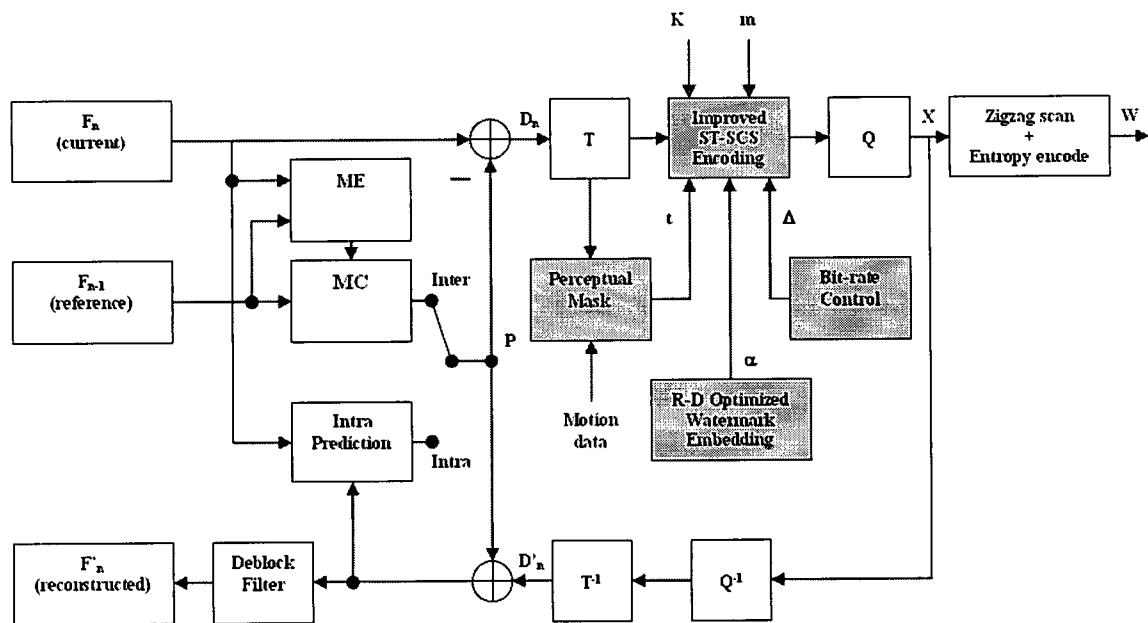 K
m
Fn
(current)
Dn
T
Improved
ST-SCS
Encoding
Q
X
Zigzag scan
+
Entropy encode
W
—
ME
t
Δ
Fn-1
(reference)
MC
Inter
Perceptual
Mask
Bit-rate
Control
P
α
Motion
data
R-D Optimized
Watermark
Embedding
Intra
Prediction
Intra
F'n
(reconstructed)
Deblock
Filter
D'n
T-1
Q-1